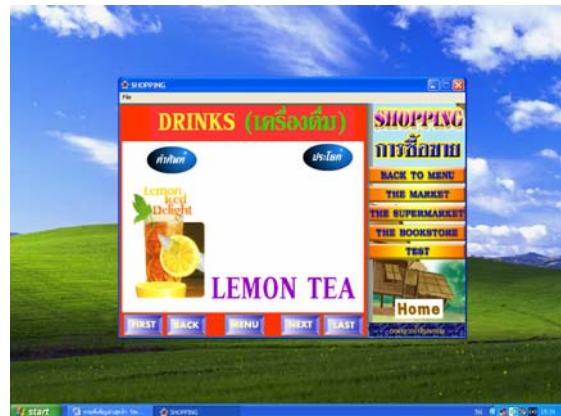 SHOPPING
File
DRINKS (เครื่องดื่ม)
คำศัพท์
ประโยค
Lemon
Iced
Delight
LEMON TEA
FIRST
BACK
MENU
NEXT
LAST
SHOPPING
การซื้อขาย
BACK TO MENU
THE MARKET
THE SUPERMARKET
THE BOOKSTORE
TEST
Home
start
SHOPPING